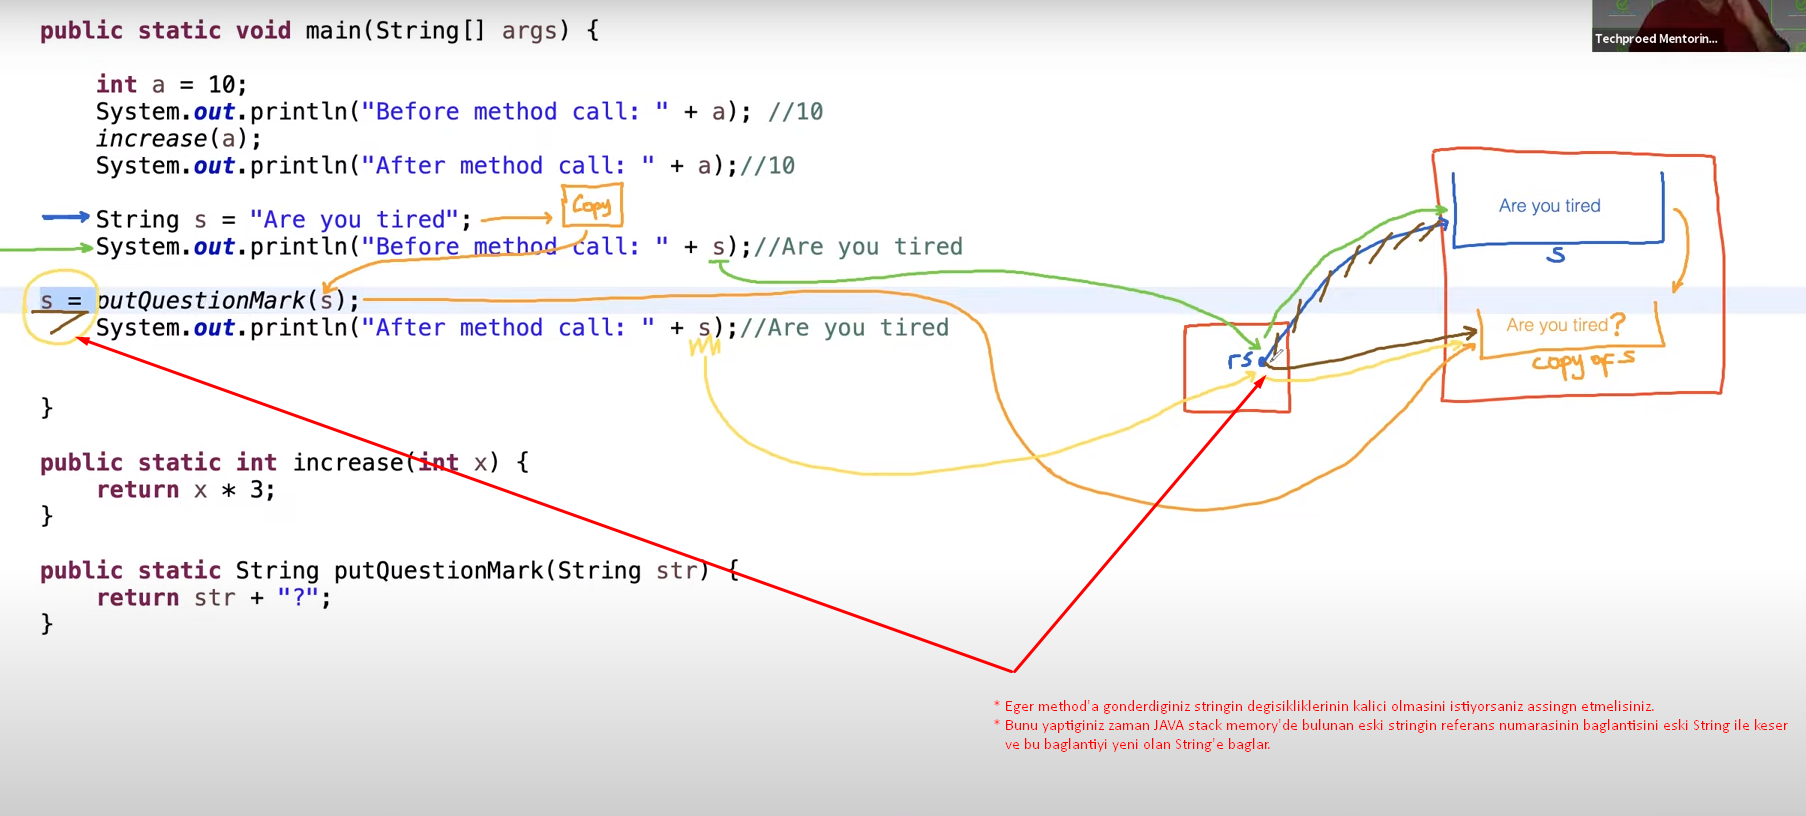 public static void main(String[] args) {
Techproed Mentorin...
int a = 10;
System.out.println("Before method call: " + a); //10
increase(a);
System.out.println("After method call: " + a);//10
Copy
String s = "Are you tired";
System.out.println("Before method call: " + s);//Are you tired
s = putQuestionMark(s);
System.out.println("After method call: " + s);//Are you tired
}
Are you tired
s
Are you tired?
copy of s
rs
public static int increase(int x) {
return x * 3;
}
public static String putQuestionMark(String str) {
return str + "?";
}
* Eger method'a gonderdiginiz stringin degisikliklerinin kalici olmasini istiyorsaniz assingn etmelisiniz.
* Bunu yaptiginiz zaman JAVA stack memory'de bulunan eski stringin referans numarasinin baglantisini eski String ile keser
ve bu baglantiyi yeni olan String'e baglar.